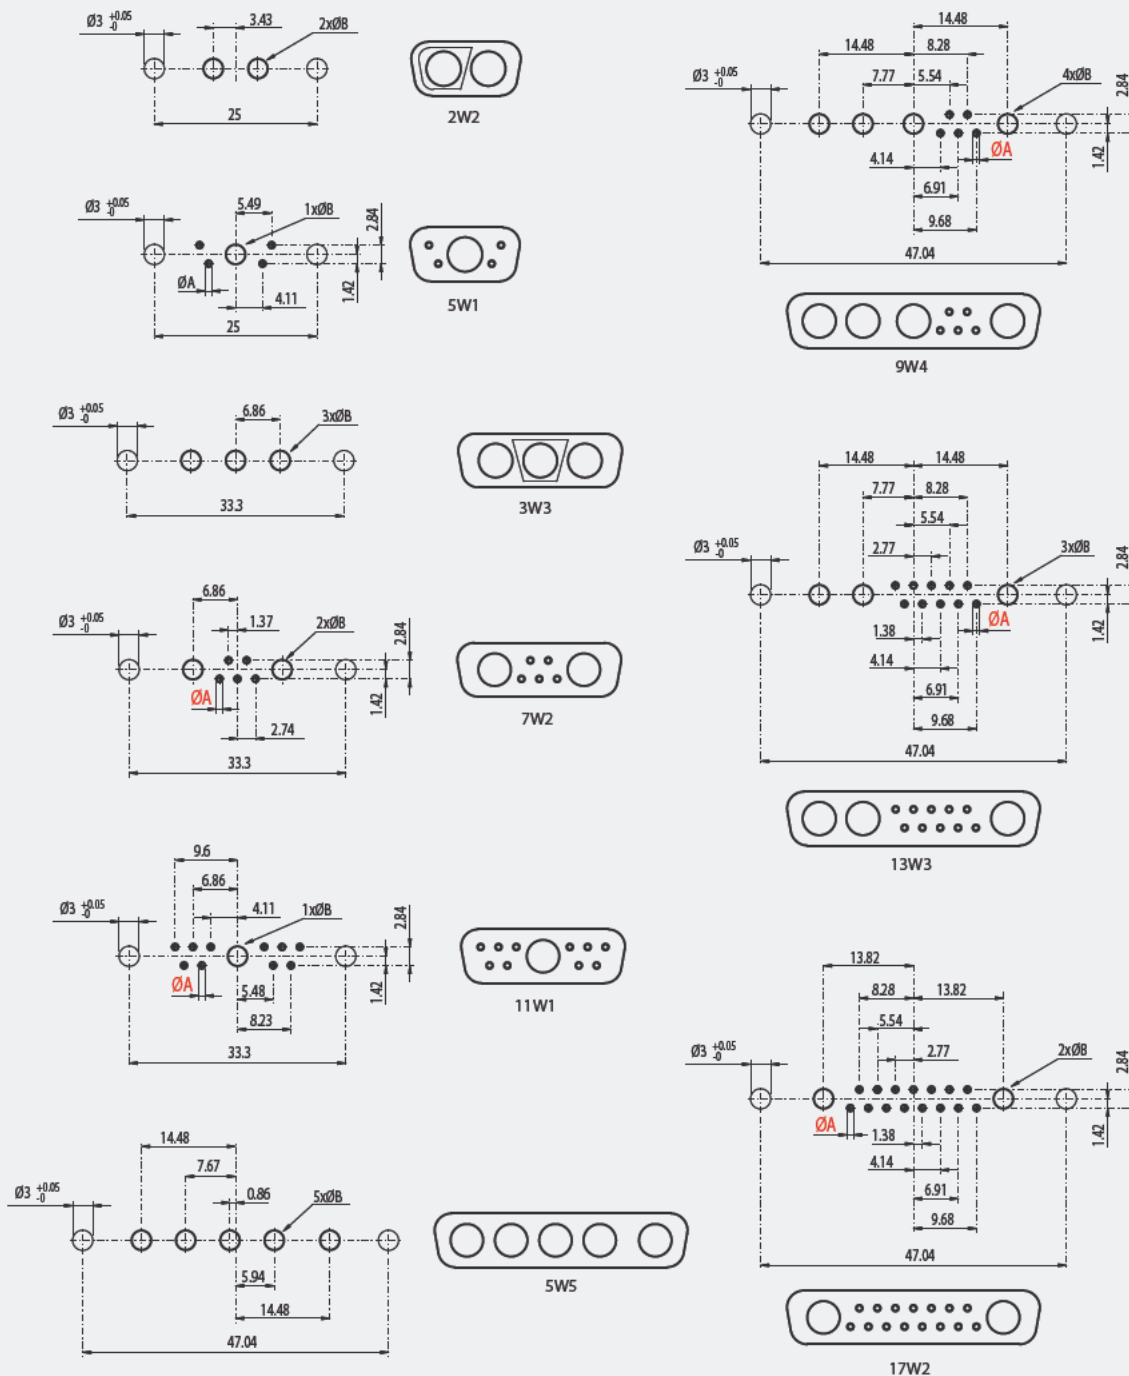 Ø3 +0.05 -0
3.43
2xØB
25
2W2
Ø3 +0.05 -0
5.49
1xØB
2.84
ØA
4.11
1.42
25
5W1
Ø3 +0.05 -0
6.86
3xØB
33.3
3W3
6.86
Ø3 +0.05 -0
1.37
2xØB
2.84
ØA
1.42
2.74
33.3
7W2
9.6
6.86
Ø3 +0.05 -0
4.11
1xØB
2.84
ØA
5.48
1.42
8.23
33.3
11W1
14.48
7.67
Ø3 +0.05 -0
0.86
5xØB
5.94
14.48
47.04
5W5
14.48
14.48
8.28
Ø3 +0.05 -0
7.77
5.54
4xØB
2.84
4.14
ØA
1.42
6.91
9.68
47.04
9W4
14.48
14.48
7.77
8.28
5.54
Ø3 +0.05 -0
2.77
3xØB
2.84
1.38
ØA
1.42
4.14
6.91
9.68
47.04
13W3
13.82
8.28
13.82
5.54
Ø3 +0.05 -0
2.77
2xØB
2.84
ØA
1.38
1.42
4.14
6.91
9.68
47.04
17W2